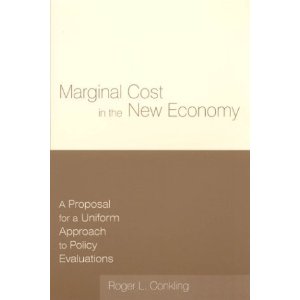 Marginal Cost
in the New Economy
A Proposal
for a Uniform
Approach
to Policy
Evaluations
Roger L. Conkling